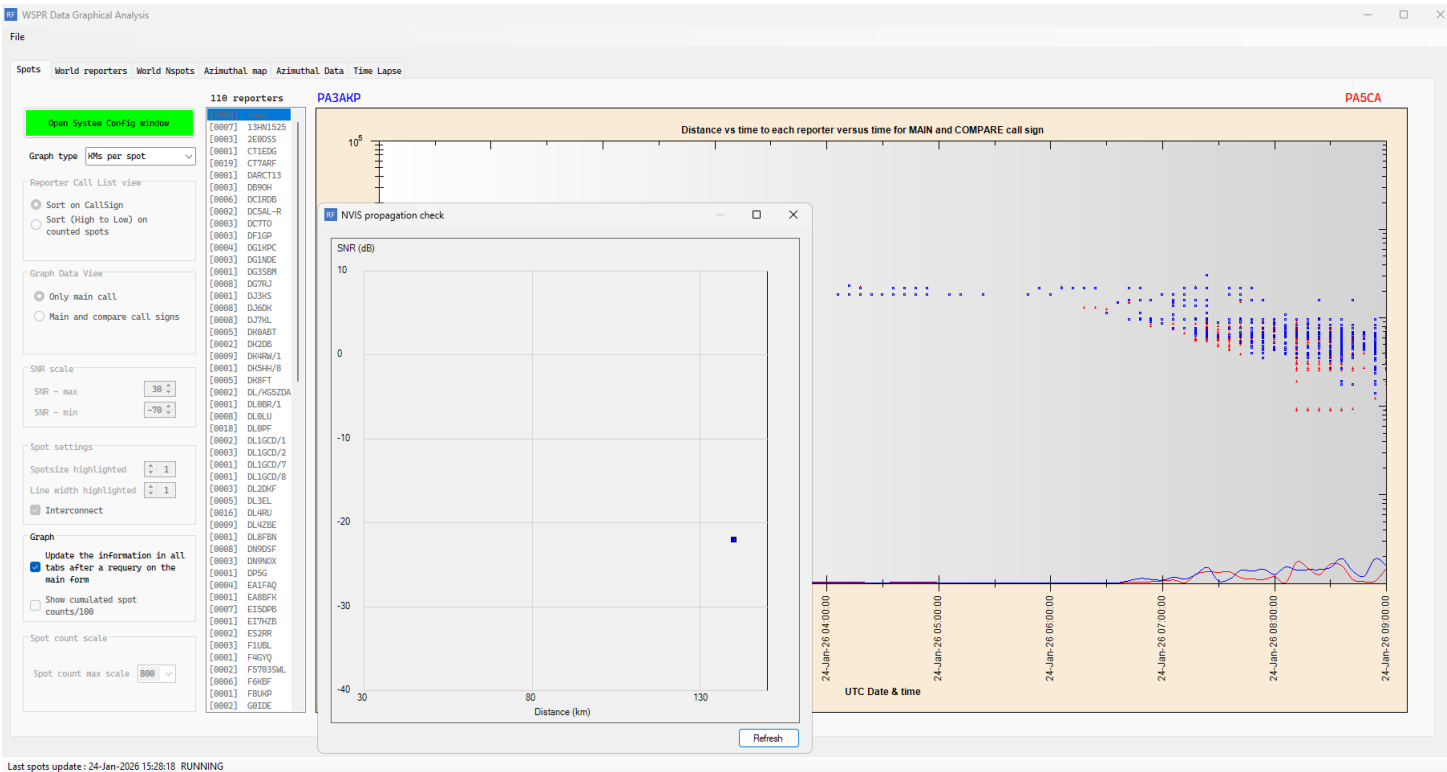 WSPR Data Graphical Analysis
File
Spots World reporters World Nspots Azimuthal map Azimuthal Data Time Lapse
Open System Config window
Graph type KMs per spot
Reporter Call List view
Sort on CallSign
Sort (High to Low) on
counted spots
Graph Data View
Only main call
Main and compare call signs
SNR scale
SNR - max 30
SNR - min -70
Spot settings
Spotsize highlighted 1
Line width highlighted 1
Interconnect
Graph
Update the information in all
tabs after a requery on the
main form
Show cumulated spot
counts/100
Spot count scale
Spot count max scale 800
110 reporters
[0007] 13HN1525
[0003] 2E0DSS
[0001] CT1EDG
[0019] CT7ARF
[0001] DARCT13
[0003] DB9OH
[0006] DC1RDB
[0002] DC5AL-R
[0003] DC7TO
[0003] DF1GP
[0004] DG1KPC
[0003] DG1NDE
[0001] DG3SBM
[0008] DG7RJ
[0001] DJ3KS
[0008] DJ6DK
[0008] DJ7KL
[0005] DK0ABT
[0002] DK2DB
[0009] DK4RW/1
[0001] DK5HH/8
[0005] DK8FT
[0002] DL/KG5ZDA
[0001] DL0BR/1
[0008] DL0LU
[0018] DL0PF
[0002] DL1GCD/1
[0003] DL1GCD/2
[0001] DL1GCD/7
[0001] DL1GCD/8
[0003] DL2DKF
[0005] DL3EL
[0016] DL4RU
[0009] DL4ZBE
[0001] DL8FBN
[0008] DN9DSF
[0003] DN9NOX
[0001] DP5G
[0004] EA1FAQ
[0001] EA8BFK
[0007] EI5DPB
[0001] EI7HZB
[0002] ES2RR
[0003] F1UBL
[0001] F4GYQ
[0002] F5703SWL
[0006] F6KBF
[0001] F8UKP
[0002] G0IDE
PA3AKP PA5CA
Distance vs time to each reporter versus time for MAIN and COMPARE call sign
10^5
24-Jan-26 04:00:00
24-Jan-26 05:00:00
24-Jan-26 06:00:00
24-Jan-26 07:00:00
24-Jan-26 08:00:00
24-Jan-26 09:00:00
UTC Date & time
NVIS propagation check
SNR (dB)
10
0
-10
-20
-30
-40
30 80 130
Distance (km)
Refresh
Last spots update : 24-Jan-2026 15:28:18 RUNNING